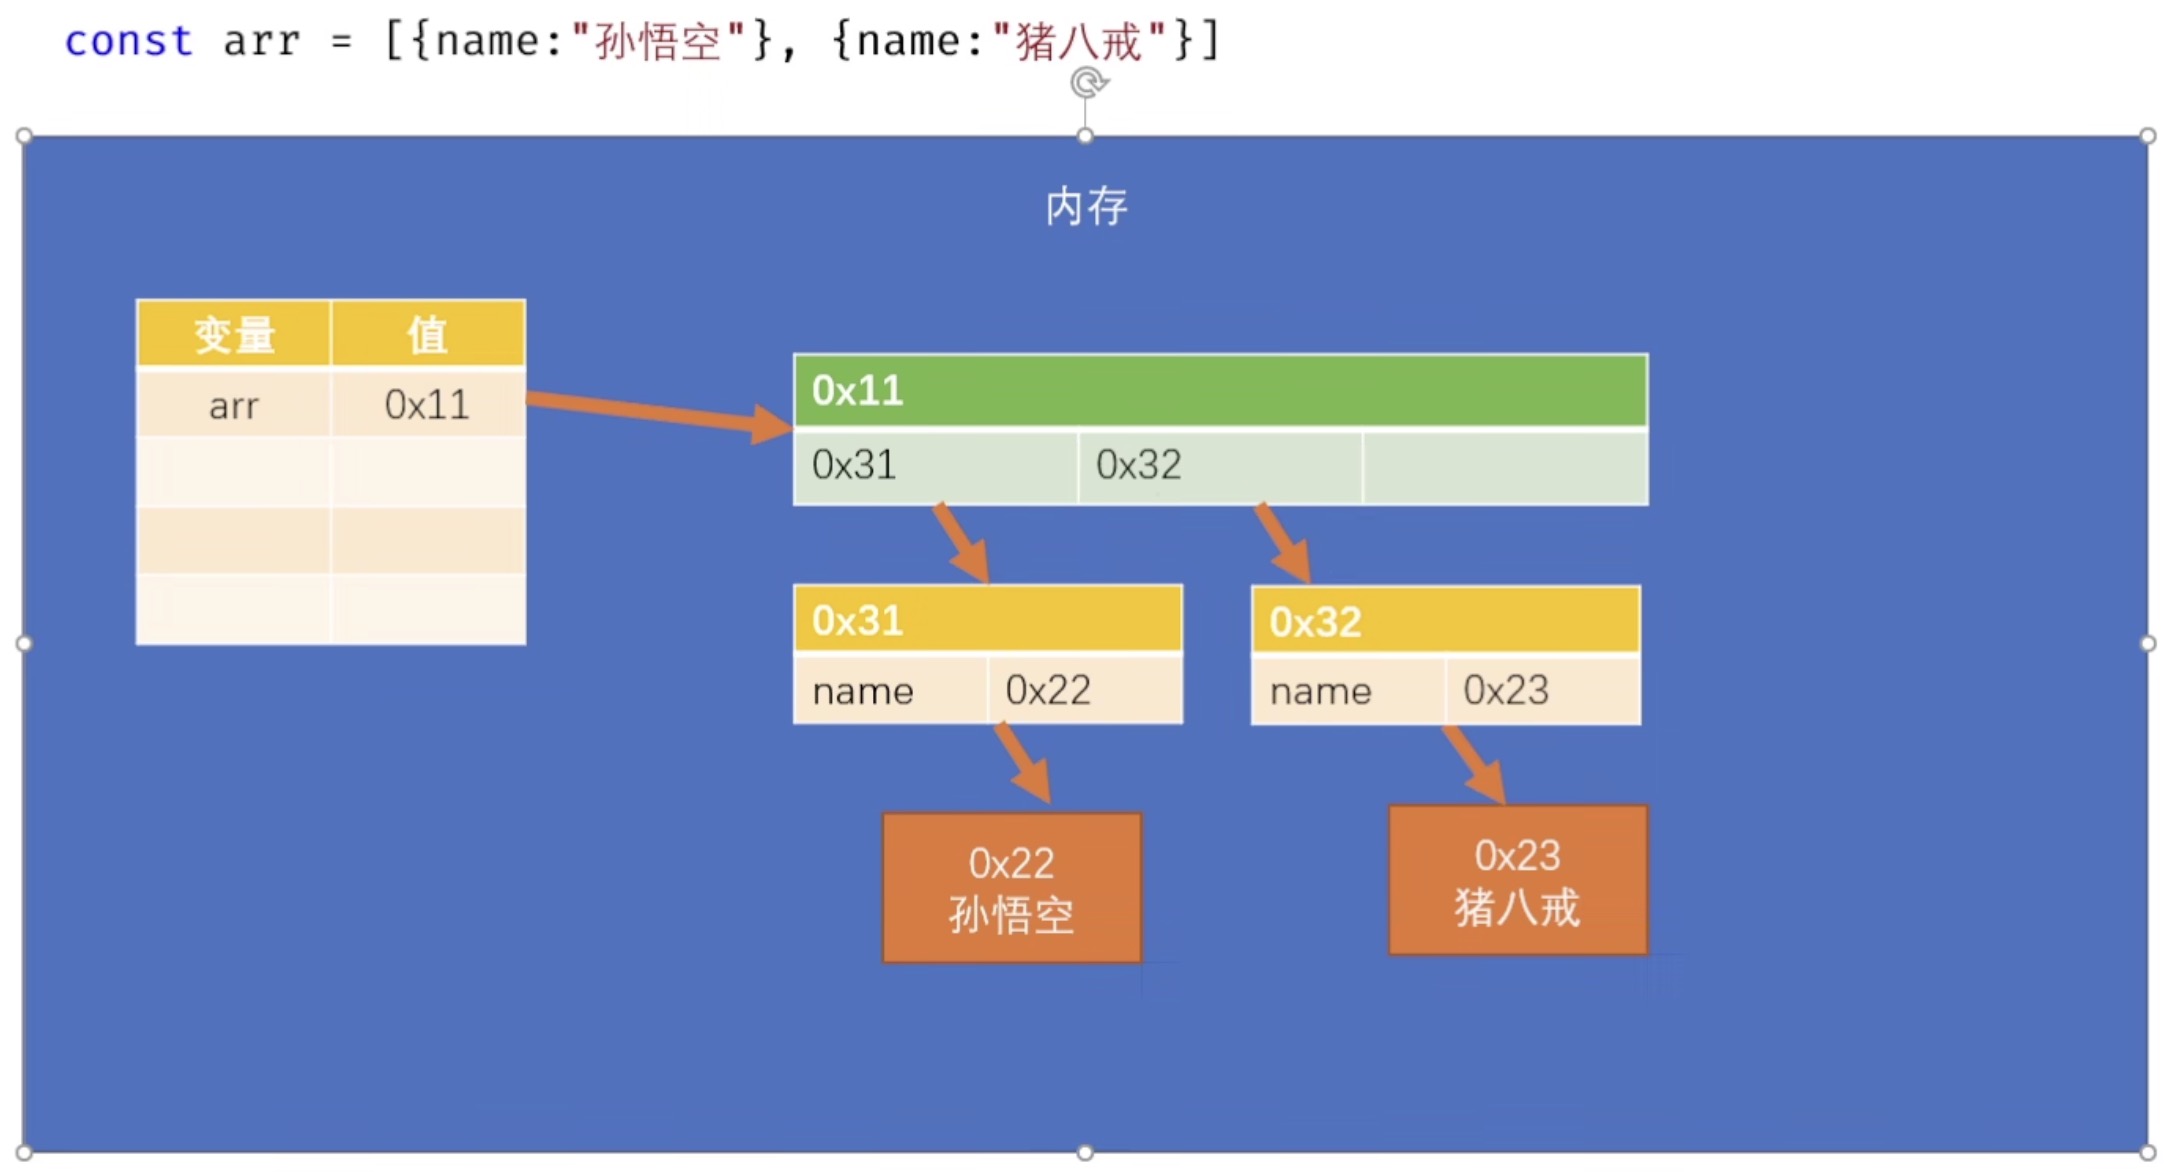 const arr = [{name:"孙悟空"}, {name:"猪八戒"}]
内存
变量 值
arr 0x11
0x11
0x31 0x32
0x31
name 0x22
0x32
name 0x23
0x22
孙悟空
0x23
猪八戒